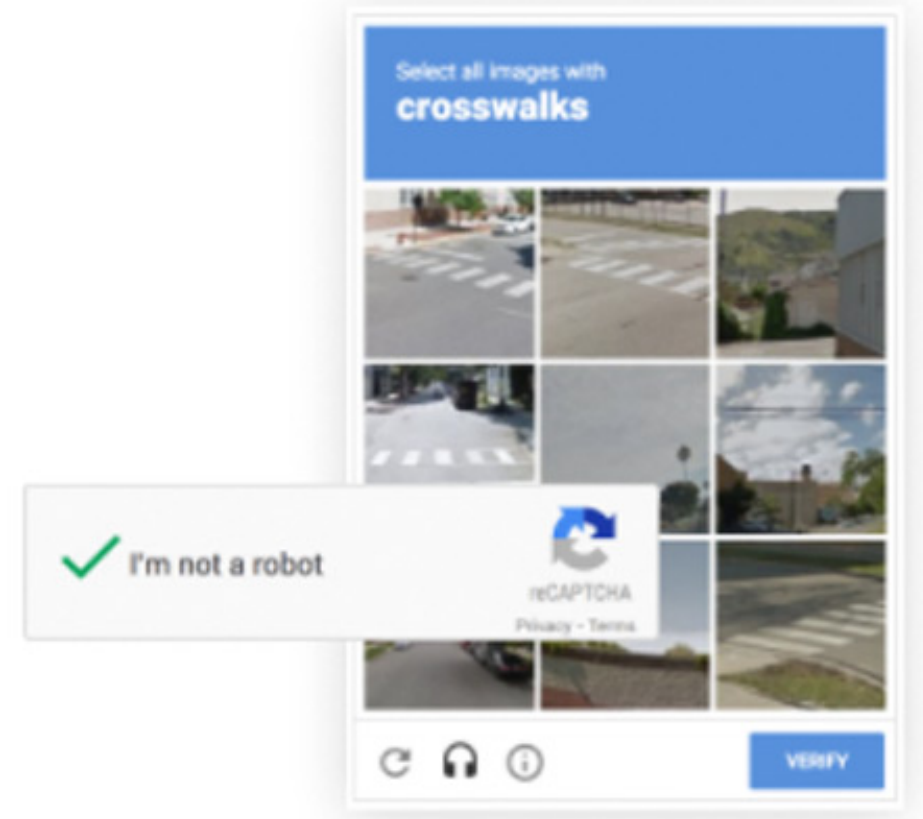 Select all images with
crosswalks
I'm not a robot
reCAPTCHA
Privacy - Terms
VERIFY